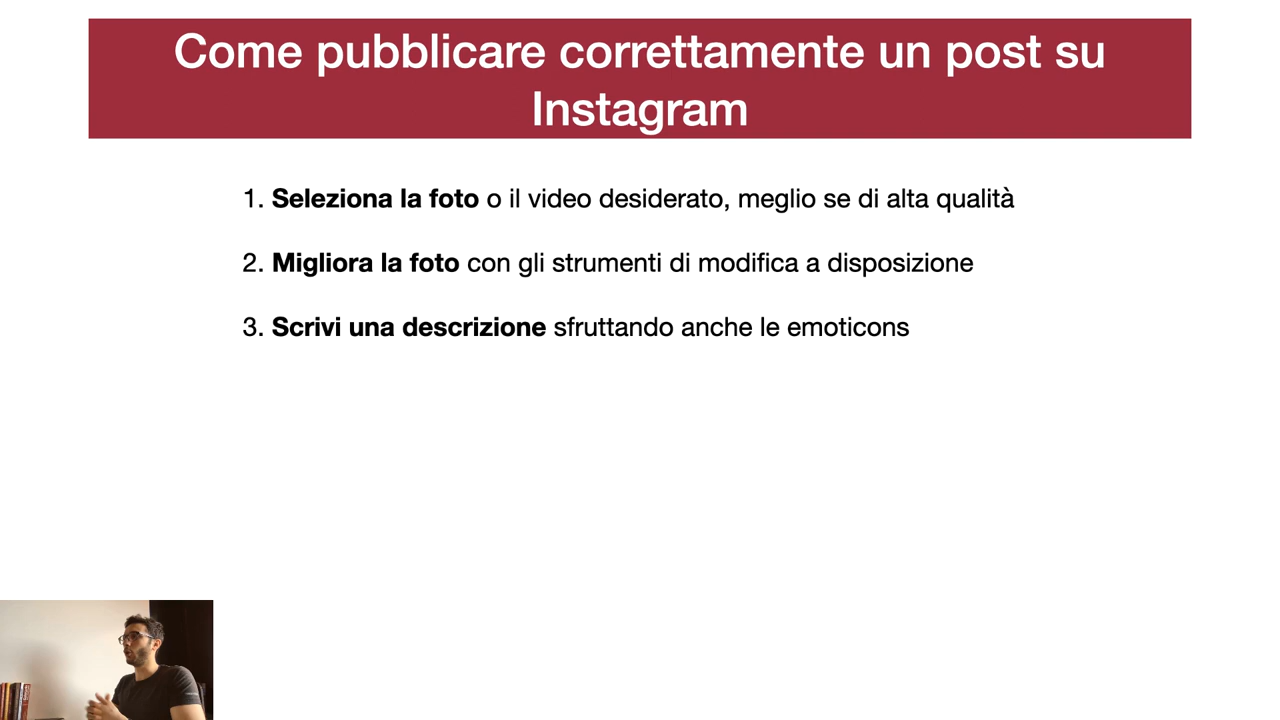 Come pubblicare correttamente un post su
Instagram
1. Seleziona la foto o il video desiderato, meglio se di alta qualità
2. Migliora la foto con gli strumenti di modifica a disposizione
3. Scrivi una descrizione sfruttando anche le emoticons